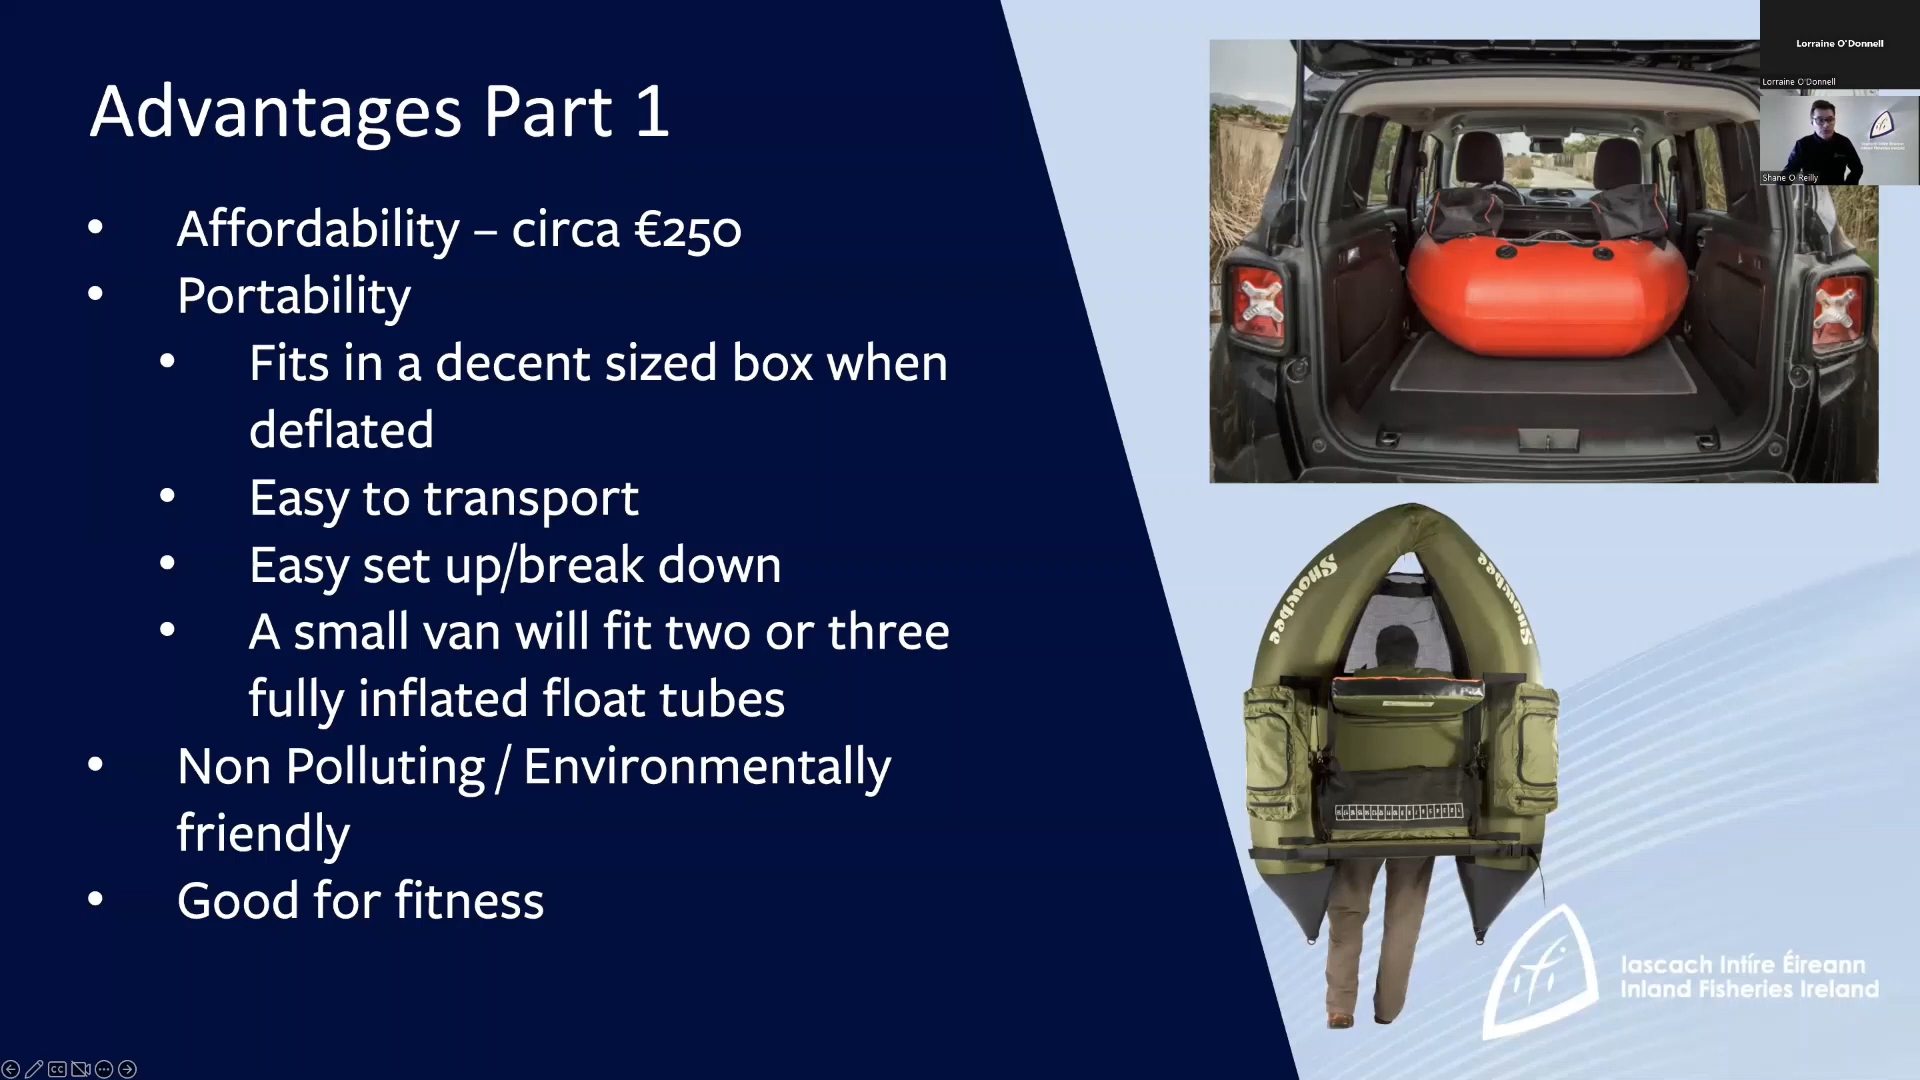 Advantages Part 1
• Affordability – circa €250
• Portability
• Fits in a decent sized box when
deflated
• Easy to transport
• Easy set up/break down
• A small van will fit two or three
fully inflated float tubes
• Non Polluting / Environmentally
friendly
• Good for fitness
Lorraine O'Donnell
Lorraine O'Donnell
Shane O Reilly
Snowbee
Snowbee
Iascach Intíre Éireann
Inland Fisheries Ireland
CC